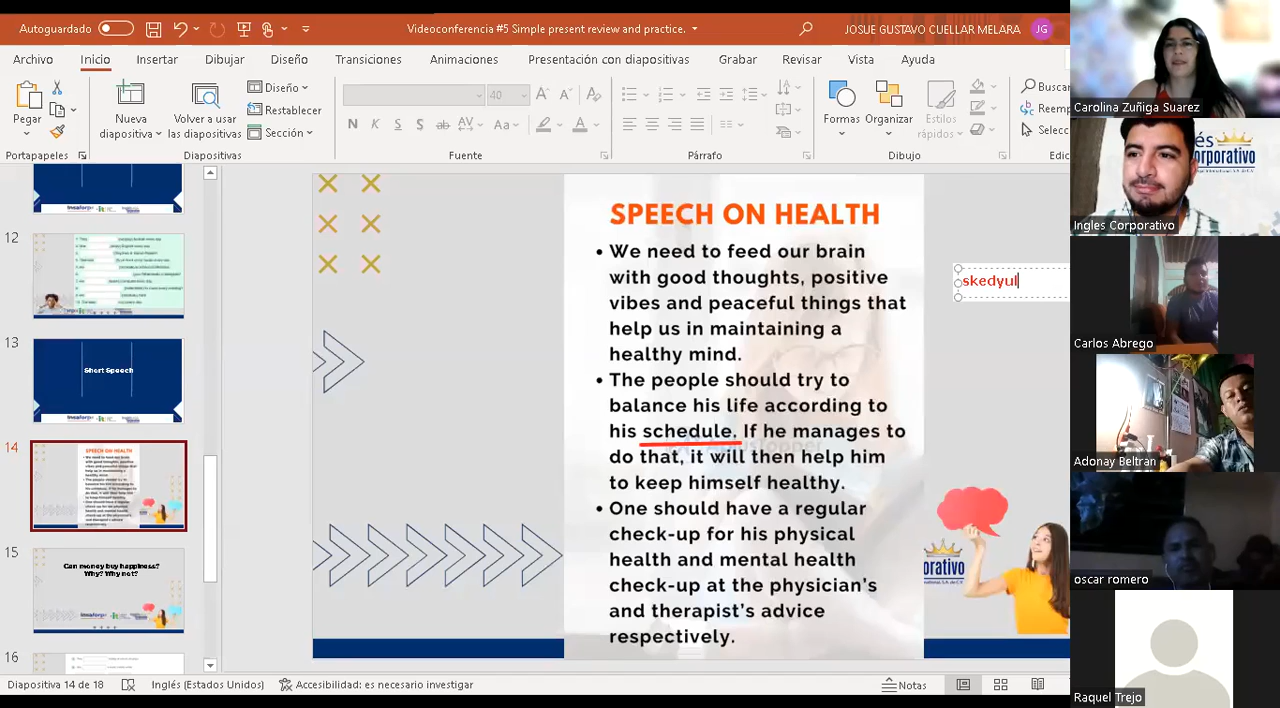 Autoguardado
Videoconferencia #5 Simple present review and practice.
JOSUE GUSTAVO CUELLAR MELARA
JG
Archivo Inicio Insertar Dibujar Diseño Transiciones Animaciones Presentación con diapositivas Grabar Revisar Vista Ayuda
Pegar
Nueva diapositiva
Volver a usar las diapositivas
Diseño
Restablecer
Sección
40
N K S S ab
Aa
Formas
Organizar
Estilos rápidos
Buscar
Reemp
Selecc
Portapapeles
Diapositivas
Fuente
Párrafo
Dibujo
Edic
12
13
Short Speech
14
15
Can money buy happiness?
Why? Why not?
16
SPEECH ON HEALTH
• We need to feed our brain
with good thoughts, positive
vibes and peaceful things that
help us in maintaining a
healthy mind.
• The people should try to
balance his life according to
his schedule. If he manages to
do that, it will then help him
to keep himself healthy.
• One should have a regular
check-up for his physical
health and mental health
check-up at the physician's
and therapist's advice
respectively.
skedyul
orativo
Diapositiva 14 de 18
Inglés (Estados Unidos)
Accesibilidad: es necesario investigar
Notas
Carolina Zuñiga Suarez
és
orporativo
Ingles Corporativo
Carlos Abrego
Adonay Beltran
oscar romero
Raquel Trejo